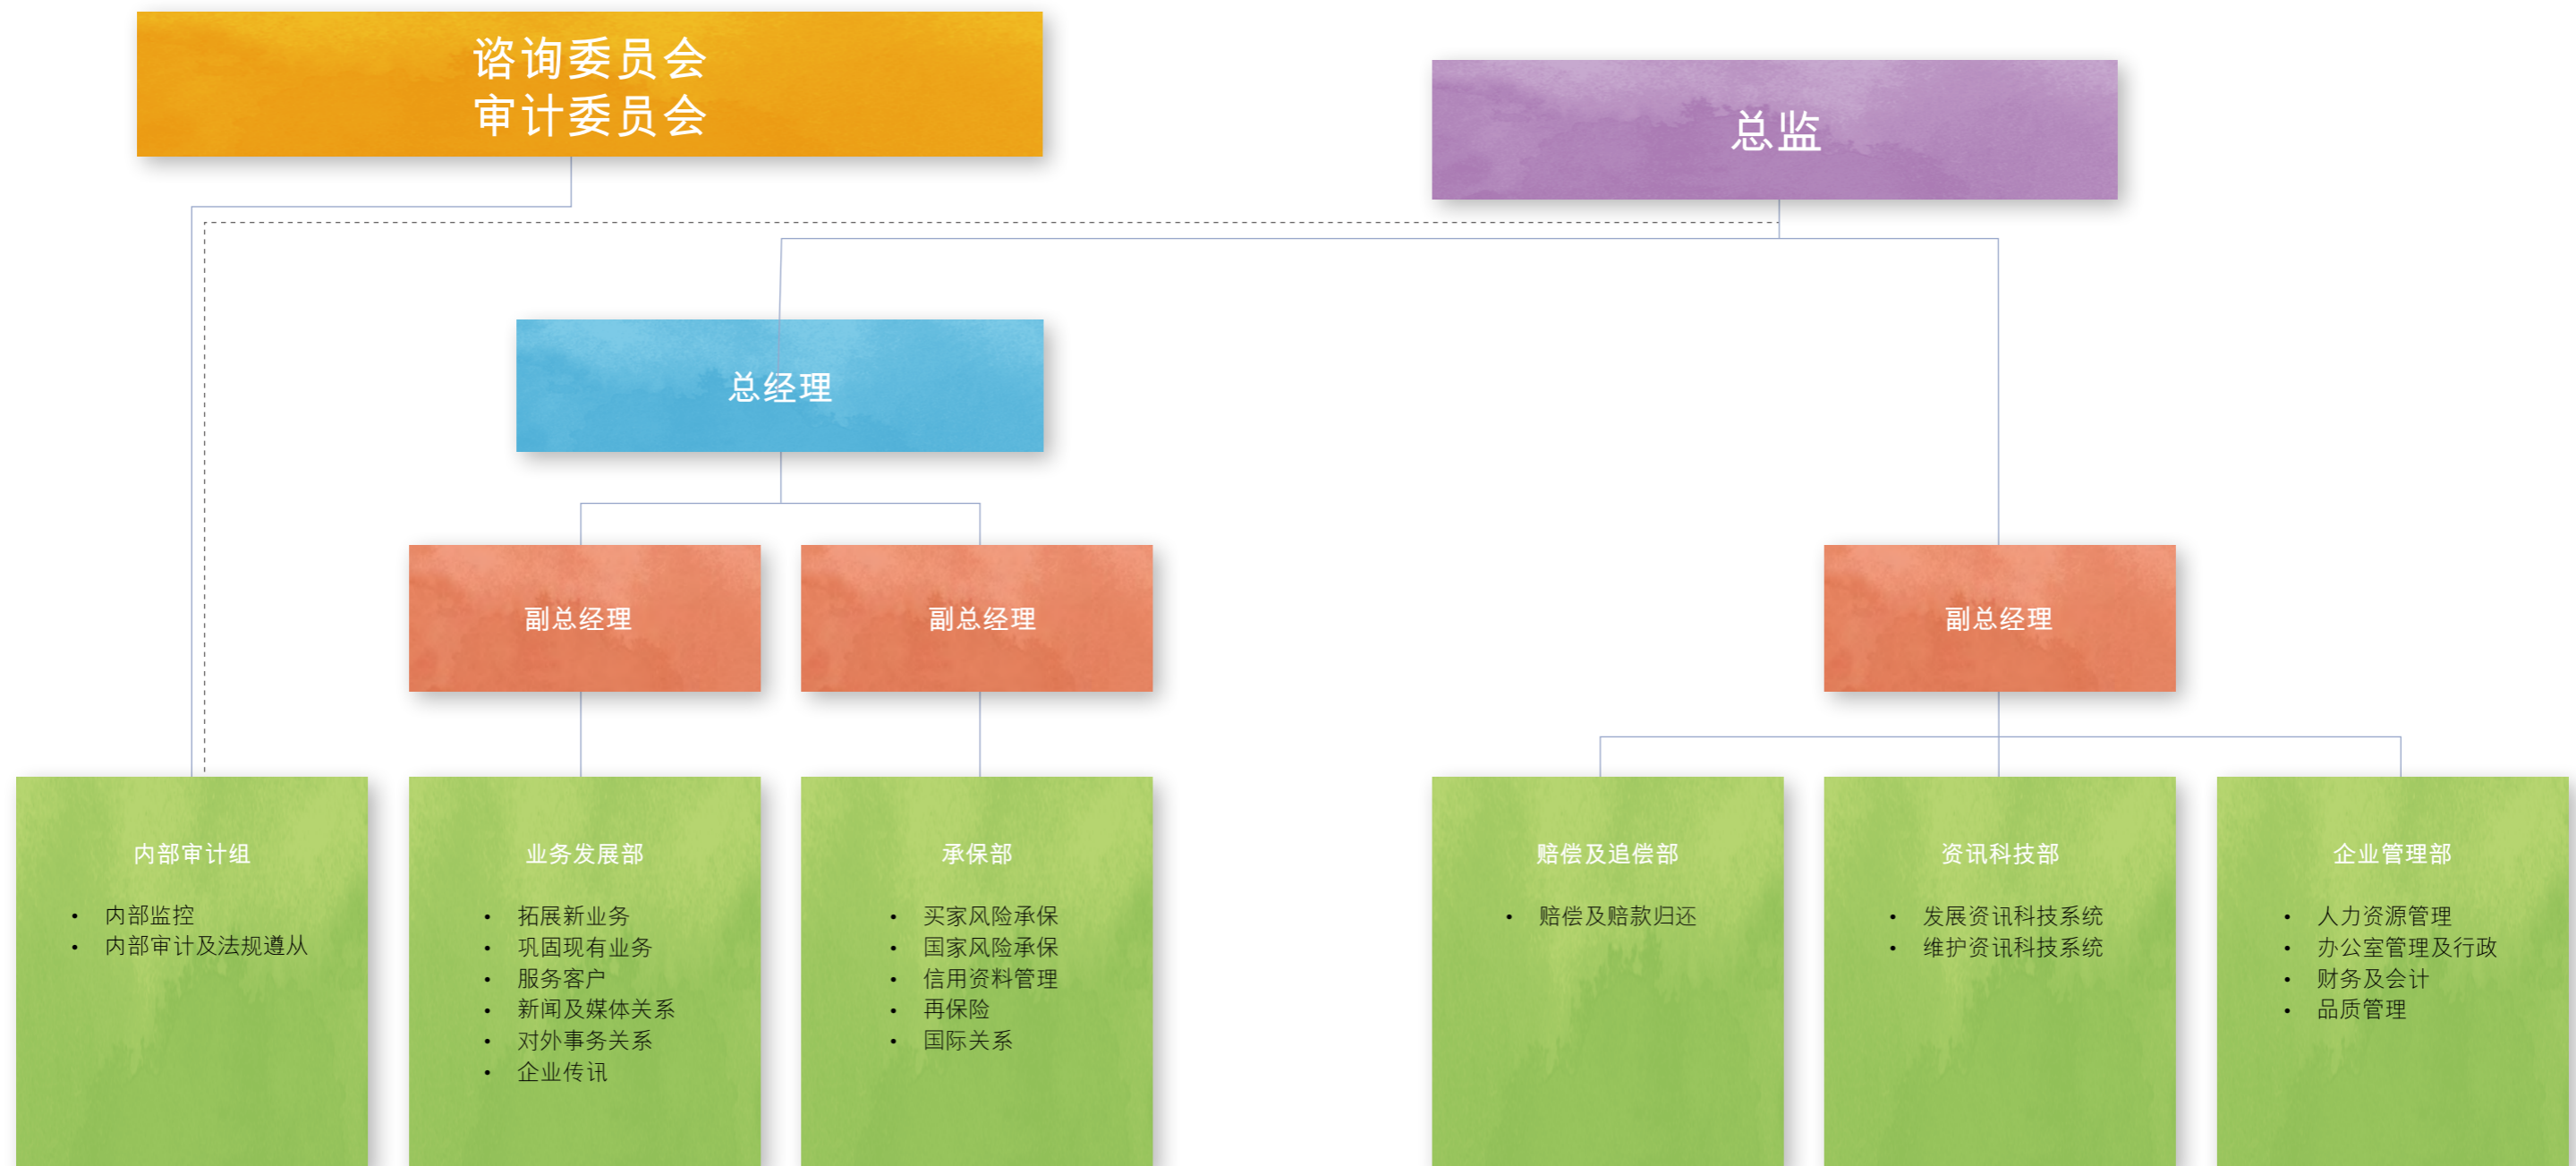 谘询委员会
审计委员会
总监
总经理
副总经理
副总经理
副总经理
内部审计组
• 内部监控
• 内部审计及法规遵从
业务发展部
• 拓展新业务
• 巩固现有业务
• 服务客户
• 新闻及媒体关系
• 对外事务关系
• 企业传讯
承保部
• 买家风险承保
• 国家风险承保
• 信用资料管理
• 再保险
• 国际关系
赔偿及追偿部
• 赔偿及赔款归还
资讯科技部
• 发展资讯科技系统
• 维护资讯科技系统
企业管理部
• 人力资源管理
• 办公室管理及行政
• 财务及会计
• 品质管理